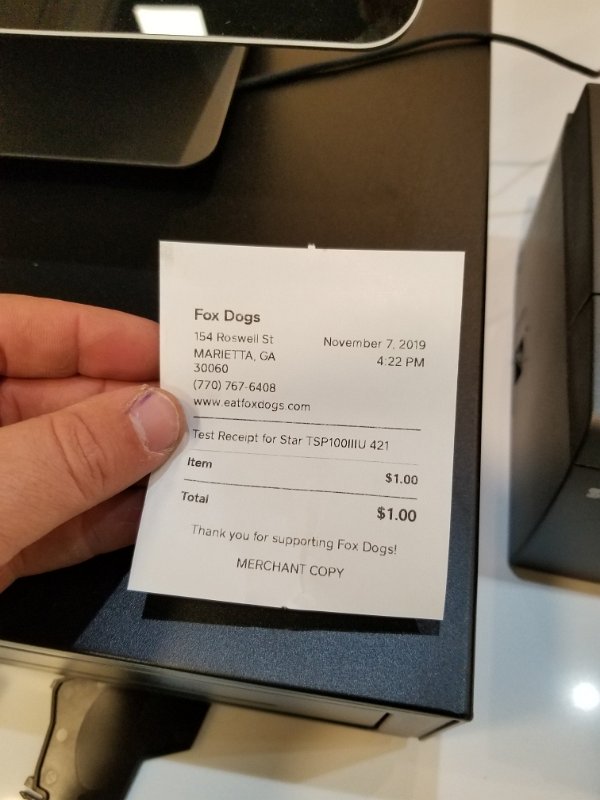 Fox Dogs
154 Roswell St
November 7, 2019
MARIETTA, GA
4:22 PM
30060
(770) 767-6408
www.eatfoxdogs.com
Test Receipt for Star TSP100IIIU 421
Item $1.00
Total $1.00
Thank you for supporting Fox Dogs!
MERCHANT COPY